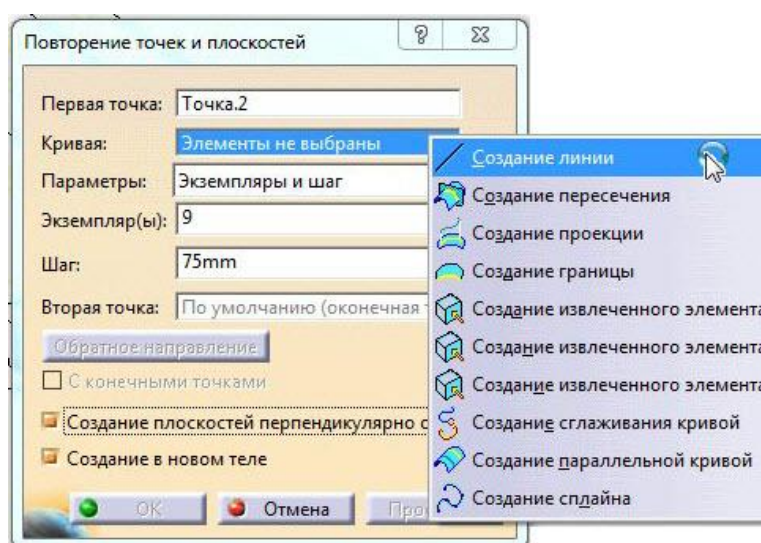 Повторение точек и плоскостей
Первая точка: Точка.2
Кривая: Элементы не выбраны
Параметры: Экземпляры и шаг
Экземпляр(ы): 9
Шаг: 75mm
Вторая точка: По умолчанию (оконечная
Обратное направление
С конечными точками
Создание плоскостей перпендикулярно
Создание в новом теле
ОК Отмена
Создание линии
Создание пересечения
Создание проекции
Создание границы
Создание извлеченного элемента
Создание извлеченного элемента
Создание извлеченного элемента
Создание сглаживания кривой
Создание параллельной кривой
Создание сплайна